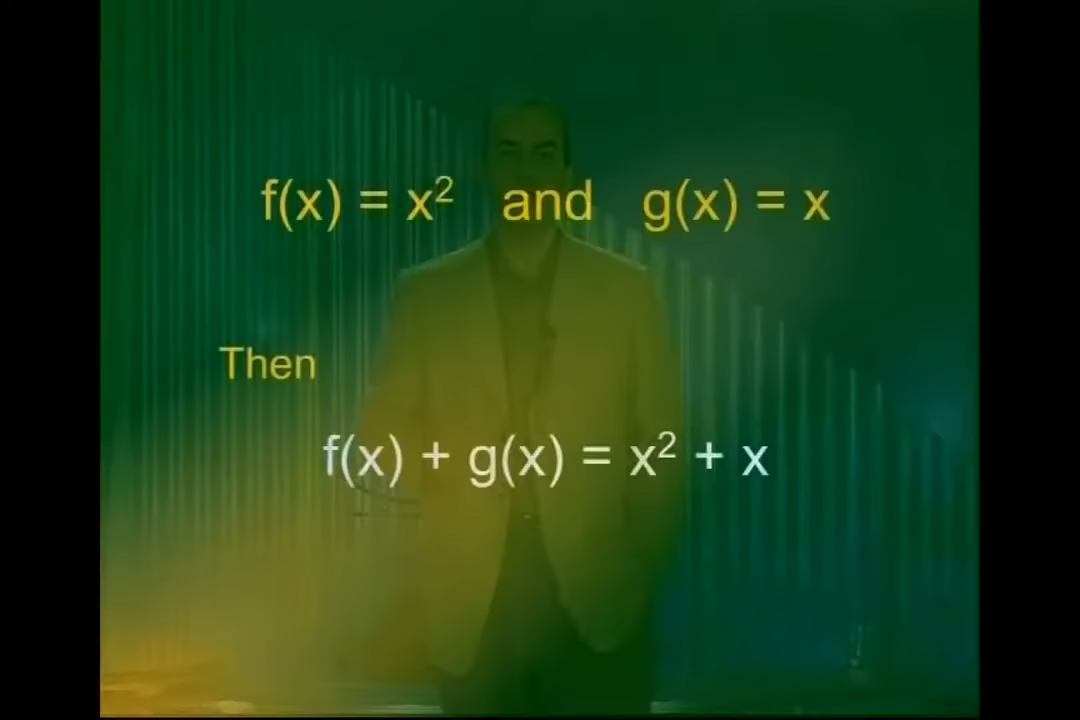 f(x) = x² and g(x) = x
Then
f(x) + g(x) = x² + x